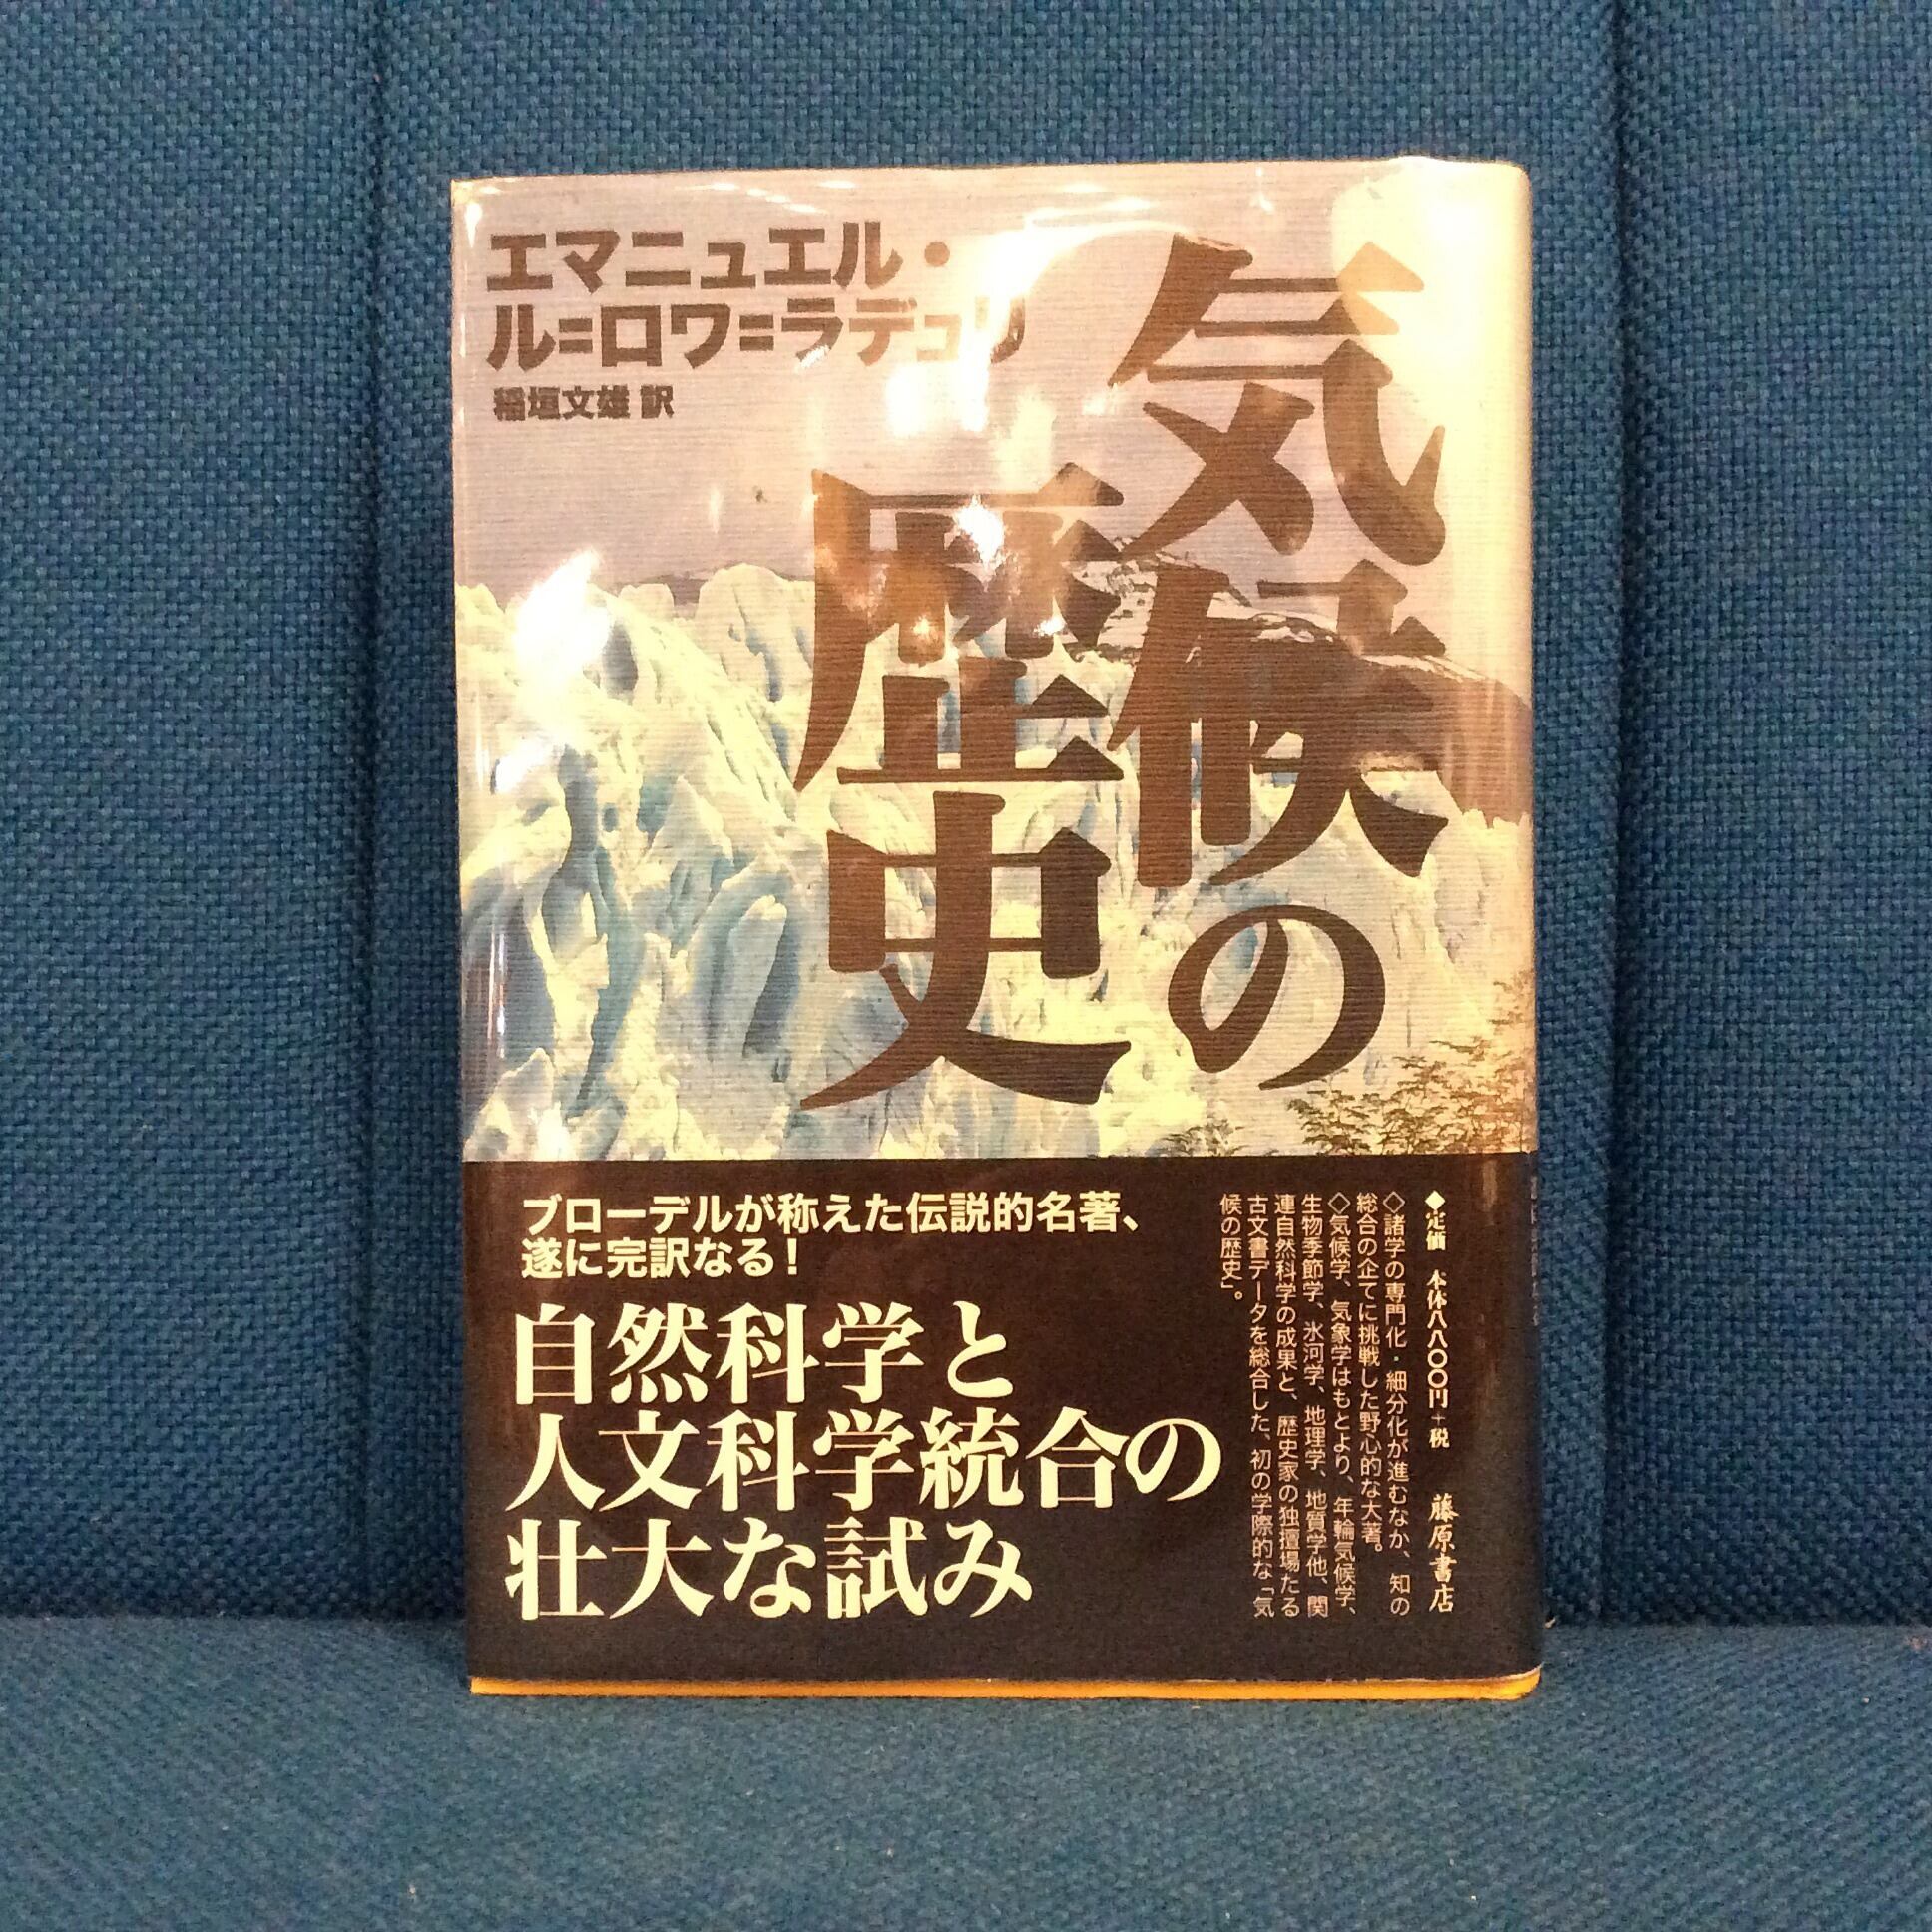 エマニュエル・
ル=ロワ=ラデュリ
稲垣文雄 訳
気候の
歴史
ブローデルが称えた伝説的名著、
遂に完訳なる!
自然科学と
人文科学統合の
壮大な試み
◆定価 本体八八〇〇円+税 藤原書店
◇諸学の専門化・細分化が進むなか、知の
総合の企てに挑戦した野心的な大著。
◇気候学、気象学はもとより、年輪気候学、
生物季節学、氷河学、地理学、地質学他、関
連自然科学の成果と、歴史家の独擅場たる
古文書データを総合した、初の学際的な「気
候の歴史」。